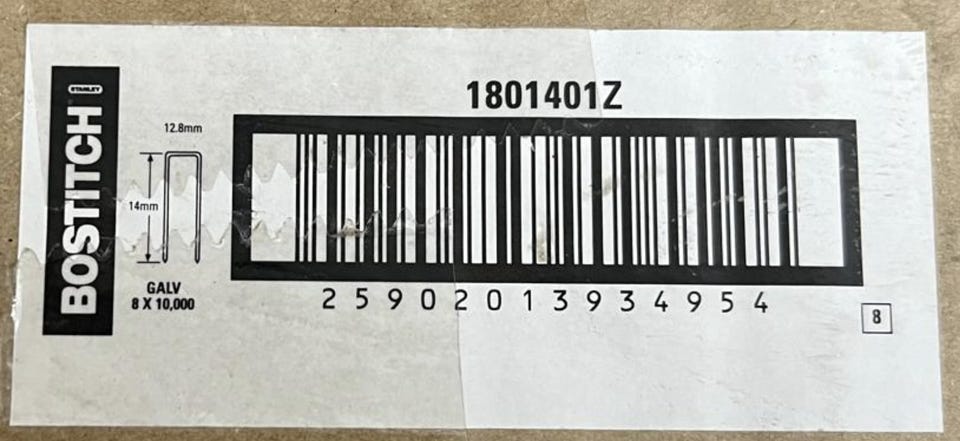 STANLEY
BOSTITCH
12.8mm
14mm
GALV
8 X 10,000
1801401Z
2 5 9 0 2 0 1 3 9 3 4 9 5 4
8